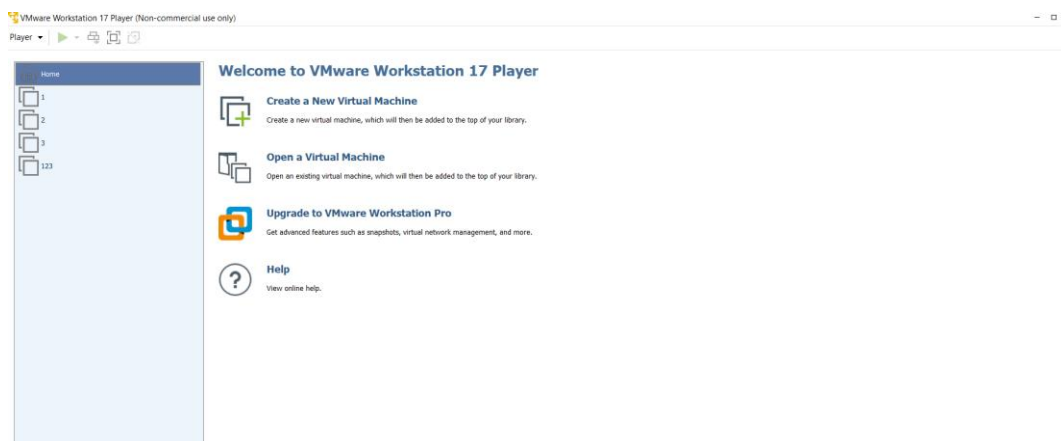 VMware Workstation 17 Player (Non-commercial use only)
Player
Home
1
2
3
123
Welcome to VMware Workstation 17 Player
Create a New Virtual Machine
Create a new virtual machine, which will then be added to the top of your library.
Open a Virtual Machine
Open an existing virtual machine, which will then be added to the top of your library.
Upgrade to VMware Workstation Pro
Get advanced features such as snapshots, virtual network management, and more.
Help
View online help.